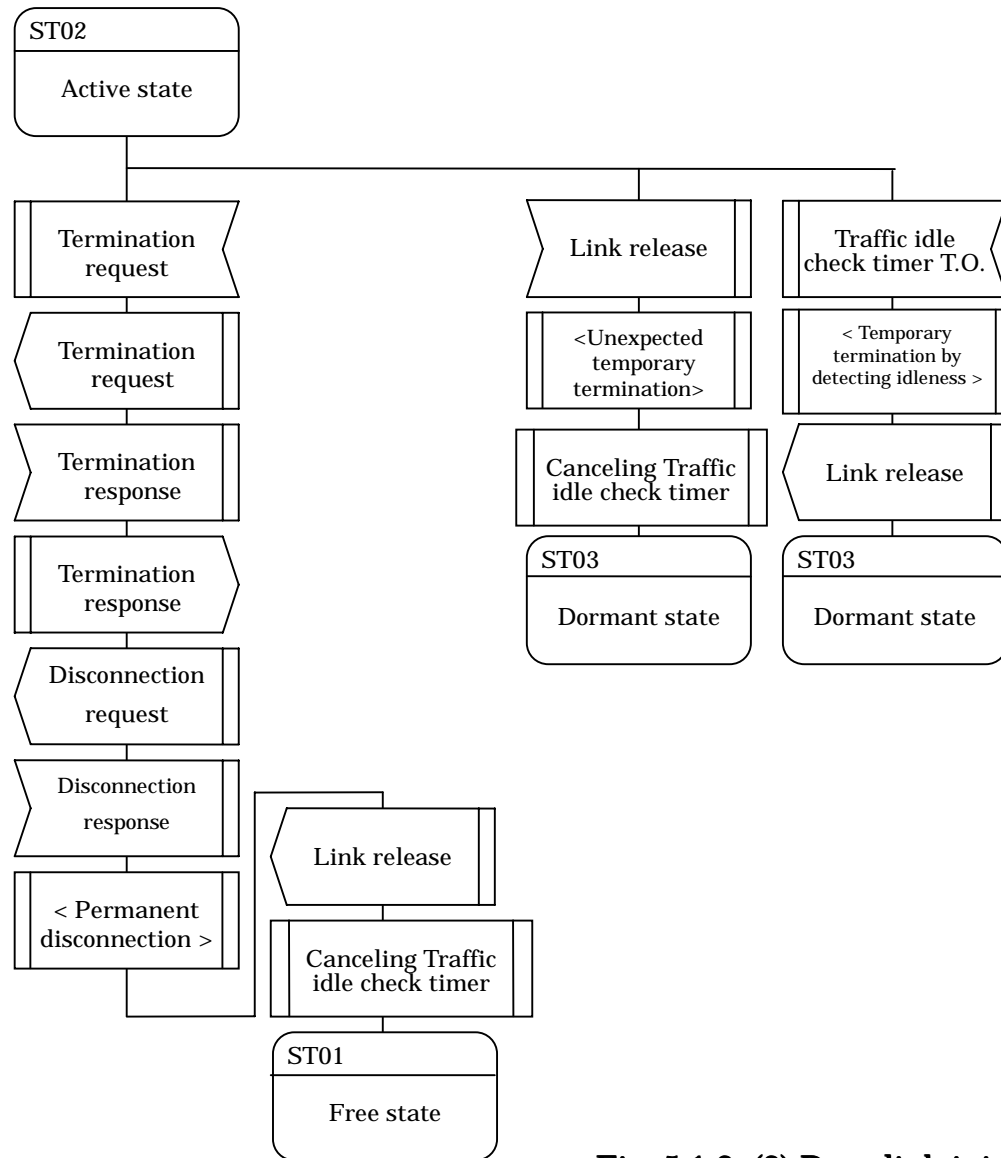 ST02
Active state
Termination
request
Termination
request
Termination
response
Termination
response
Disconnection
request
Disconnection
response
< Permanent
disconnection >
Link release
Canceling Traffic
idle check timer
ST01
Free state
Link release
<Unexpected
temporary
termination>
Canceling Traffic
idle check timer
ST03
Dormant state
Traffic idle
check timer T.O.
< Temporary
termination by
detecting idleness >
Link release
ST03
Dormant state